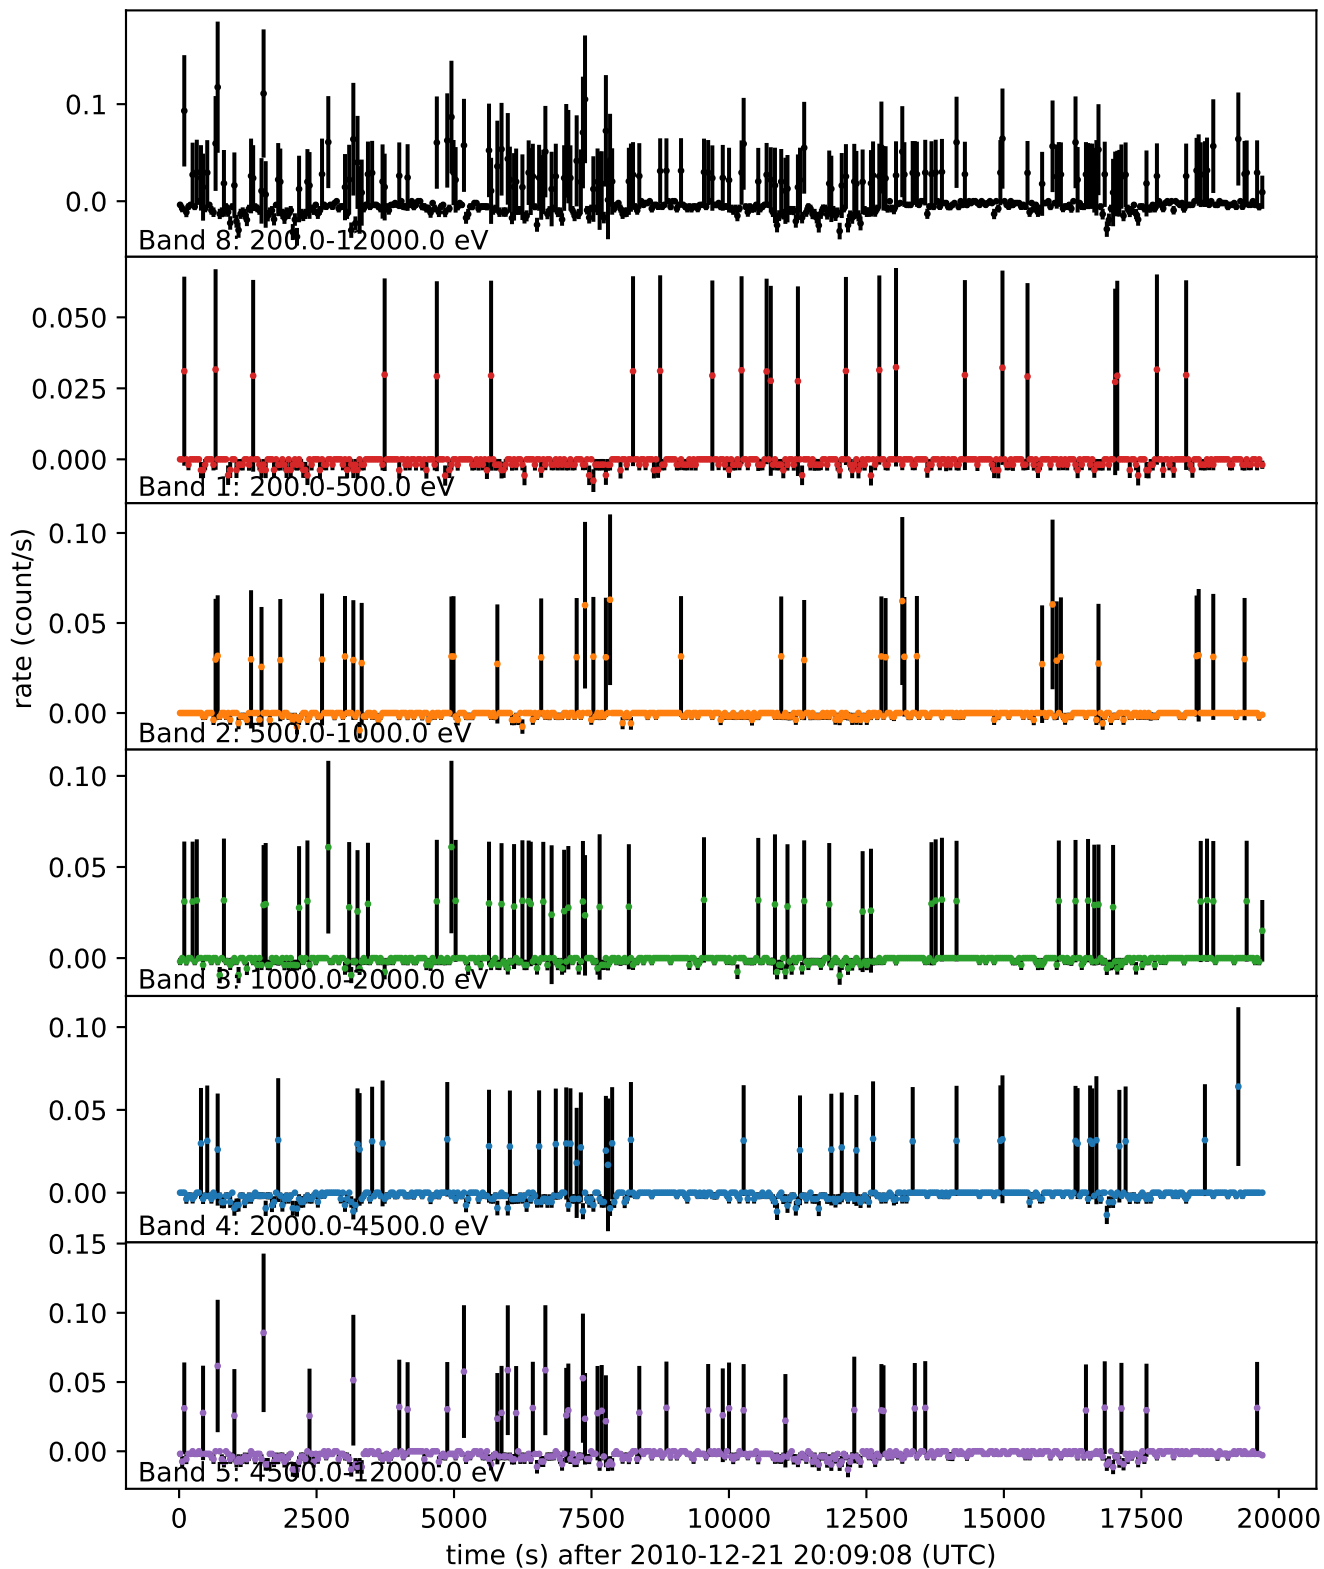 0.1
0.0
Band 8: 200.0-12000.0 eV
0.050
0.025
0.000
Band 1: 200.0-500.0 eV
rate (count/s)
0.10
0.05
0.00
Band 2: 500.0-1000.0 eV
0.10
0.05
0.00
Band 3: 1000.0-2000.0 eV
0.10
0.05
0.00
Band 4: 2000.0-4500.0 eV
0.15
0.10
0.05
0.00
Band 5: 4500.0-12000.0 eV
0 2500 5000 7500 10000 12500 15000 17500 20000
time (s) after 2010-12-21 20:09:08 (UTC)